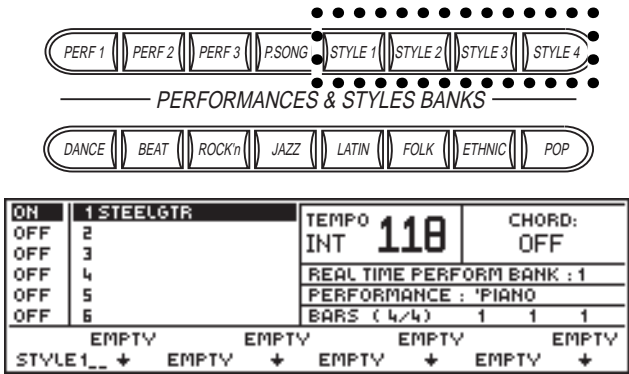 PERF 1 PERF 2 PERF 3 P.SONG STYLE 1 STYLE 2 STYLE 3 STYLE 4
PERFORMANCES & STYLES BANKS
DANCE BEAT ROCK'n JAZZ LATIN FOLK ETHNIC POP
ON 1 STEELGTR
OFF 2
OFF 3
OFF 4
OFF 5
OFF 6
TEMPO
INT 118
CHORD:
OFF
REAL TIME PERFORM BANK : 1
PERFORMANCE : 'PIANO
BARS (4/4) 1 1 1
EMPTY EMPTY EMPTY EMPTY
STYLE1__ ↓ EMPTY ↓ EMPTY ↓ EMPTY ↓